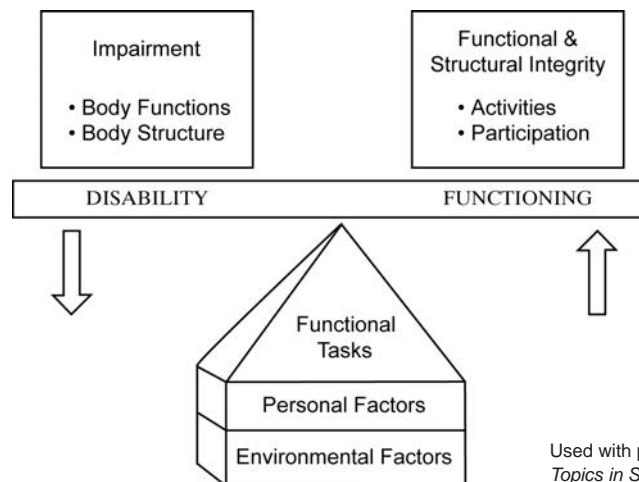 Impairment
• Body Functions
• Body Structure
Functional &
Structural Integrity
• Activities
• Participation
DISABILITY
FUNCTIONING
Functional
Tasks
Personal Factors
Environmental Factors
Used with
Topics in